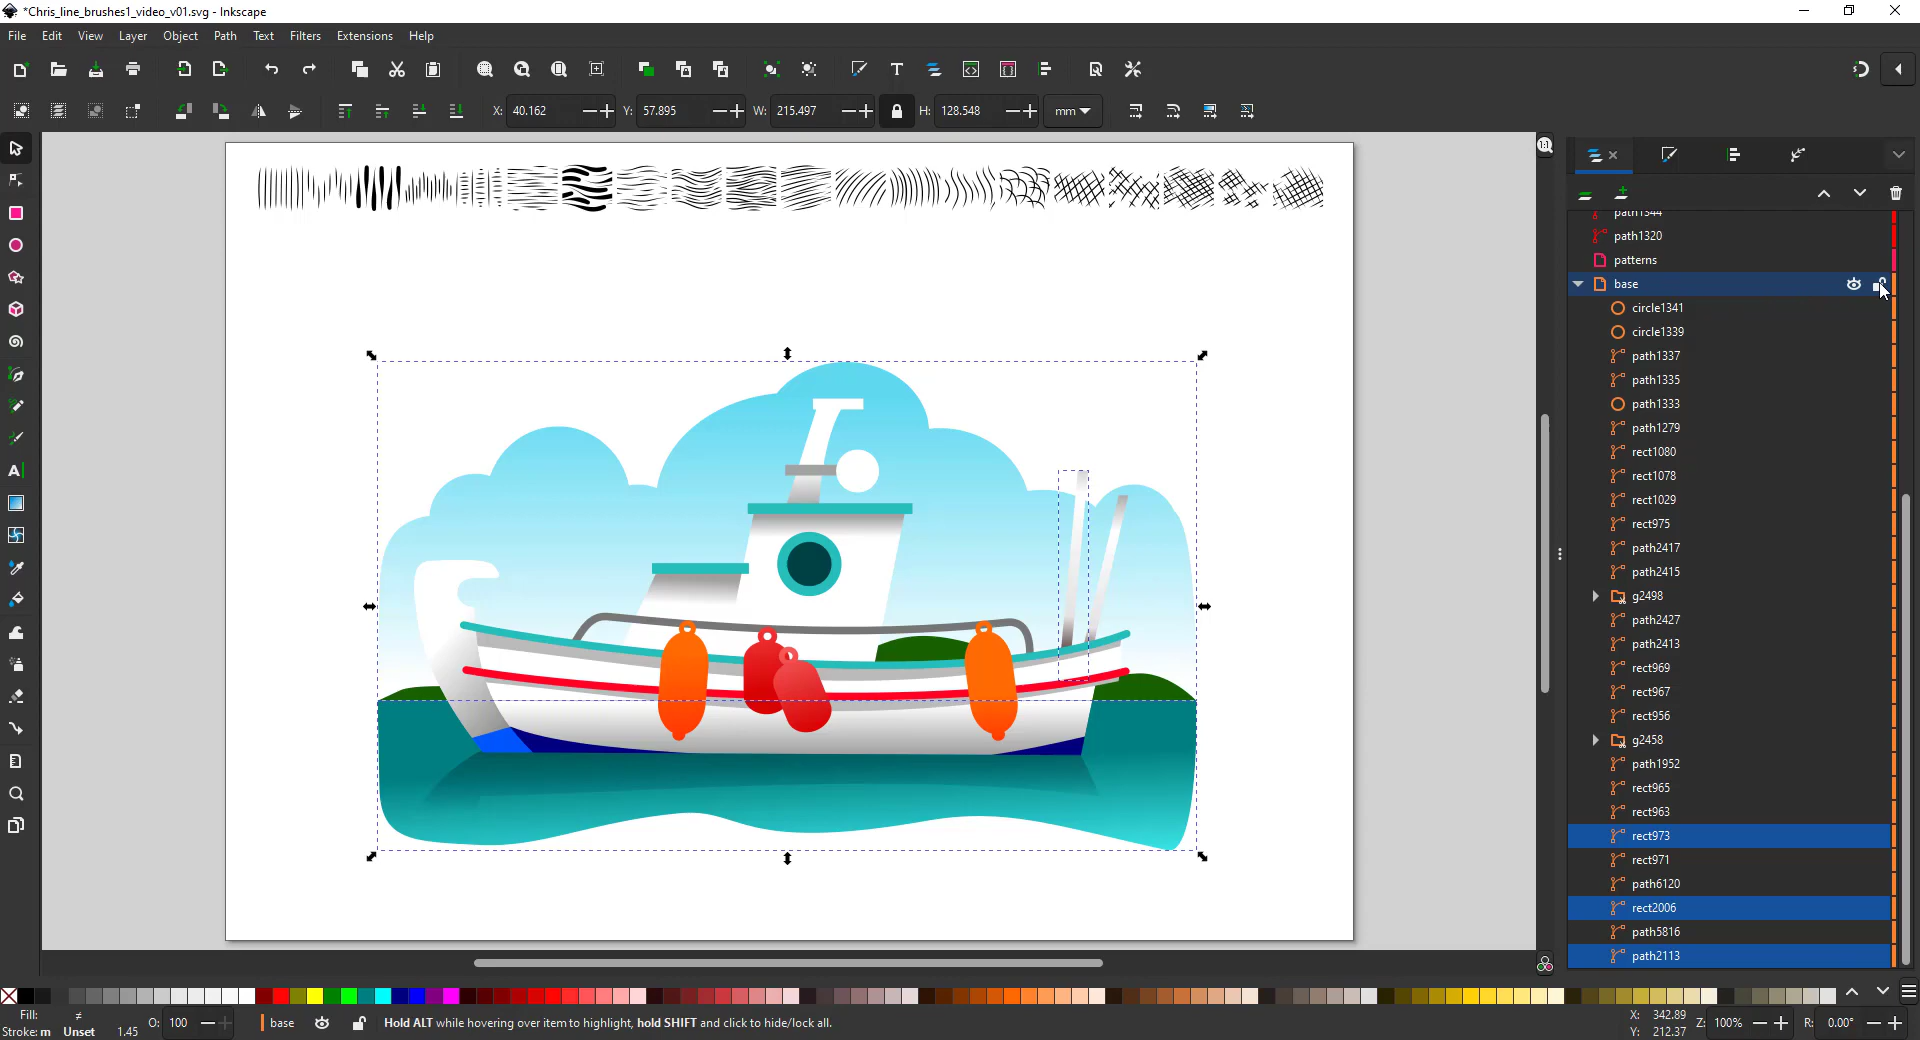 *Chris_line_brushes1_video_v01.svg - Inkscape
File Edit View Layer Object Path Text Filters Extensions Help
X: 40.162 Y: 57.895 W: 215.497 H: 128.548 mm
path1344
path1320
patterns
base
circle1341
circle1339
path1337
path1335
path1333
path1279
rect1080
rect1078
rect1029
rect975
path2417
path2415
g2498
path2427
path2413
rect969
rect967
rect956
g2458
path1952
rect965
rect963
rect973
rect971
path6120
rect2006
path5816
path2113
Fill: ≠
Stroke: m Unset 1.45 O: 100 base Hold ALT while hovering over item to highlight, hold SHIFT and click to hide/lock all.
X: 342.89 Z: 100% R: 0.00°
Y: 212.37